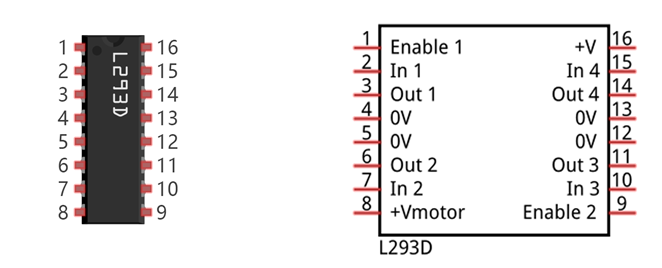 1 16
2 15
3 14
4 13
5 12
6 11
7 10
8 9
L293D
1 Enable 1 +V 16
2 In 1 In 4 15
3 Out 1 Out 4 14
4 0V 0V 13
5 0V 0V 12
6 Out 2 Out 3 11
7 In 2 In 3 10
8 +Vmotor Enable 2 9
L293D